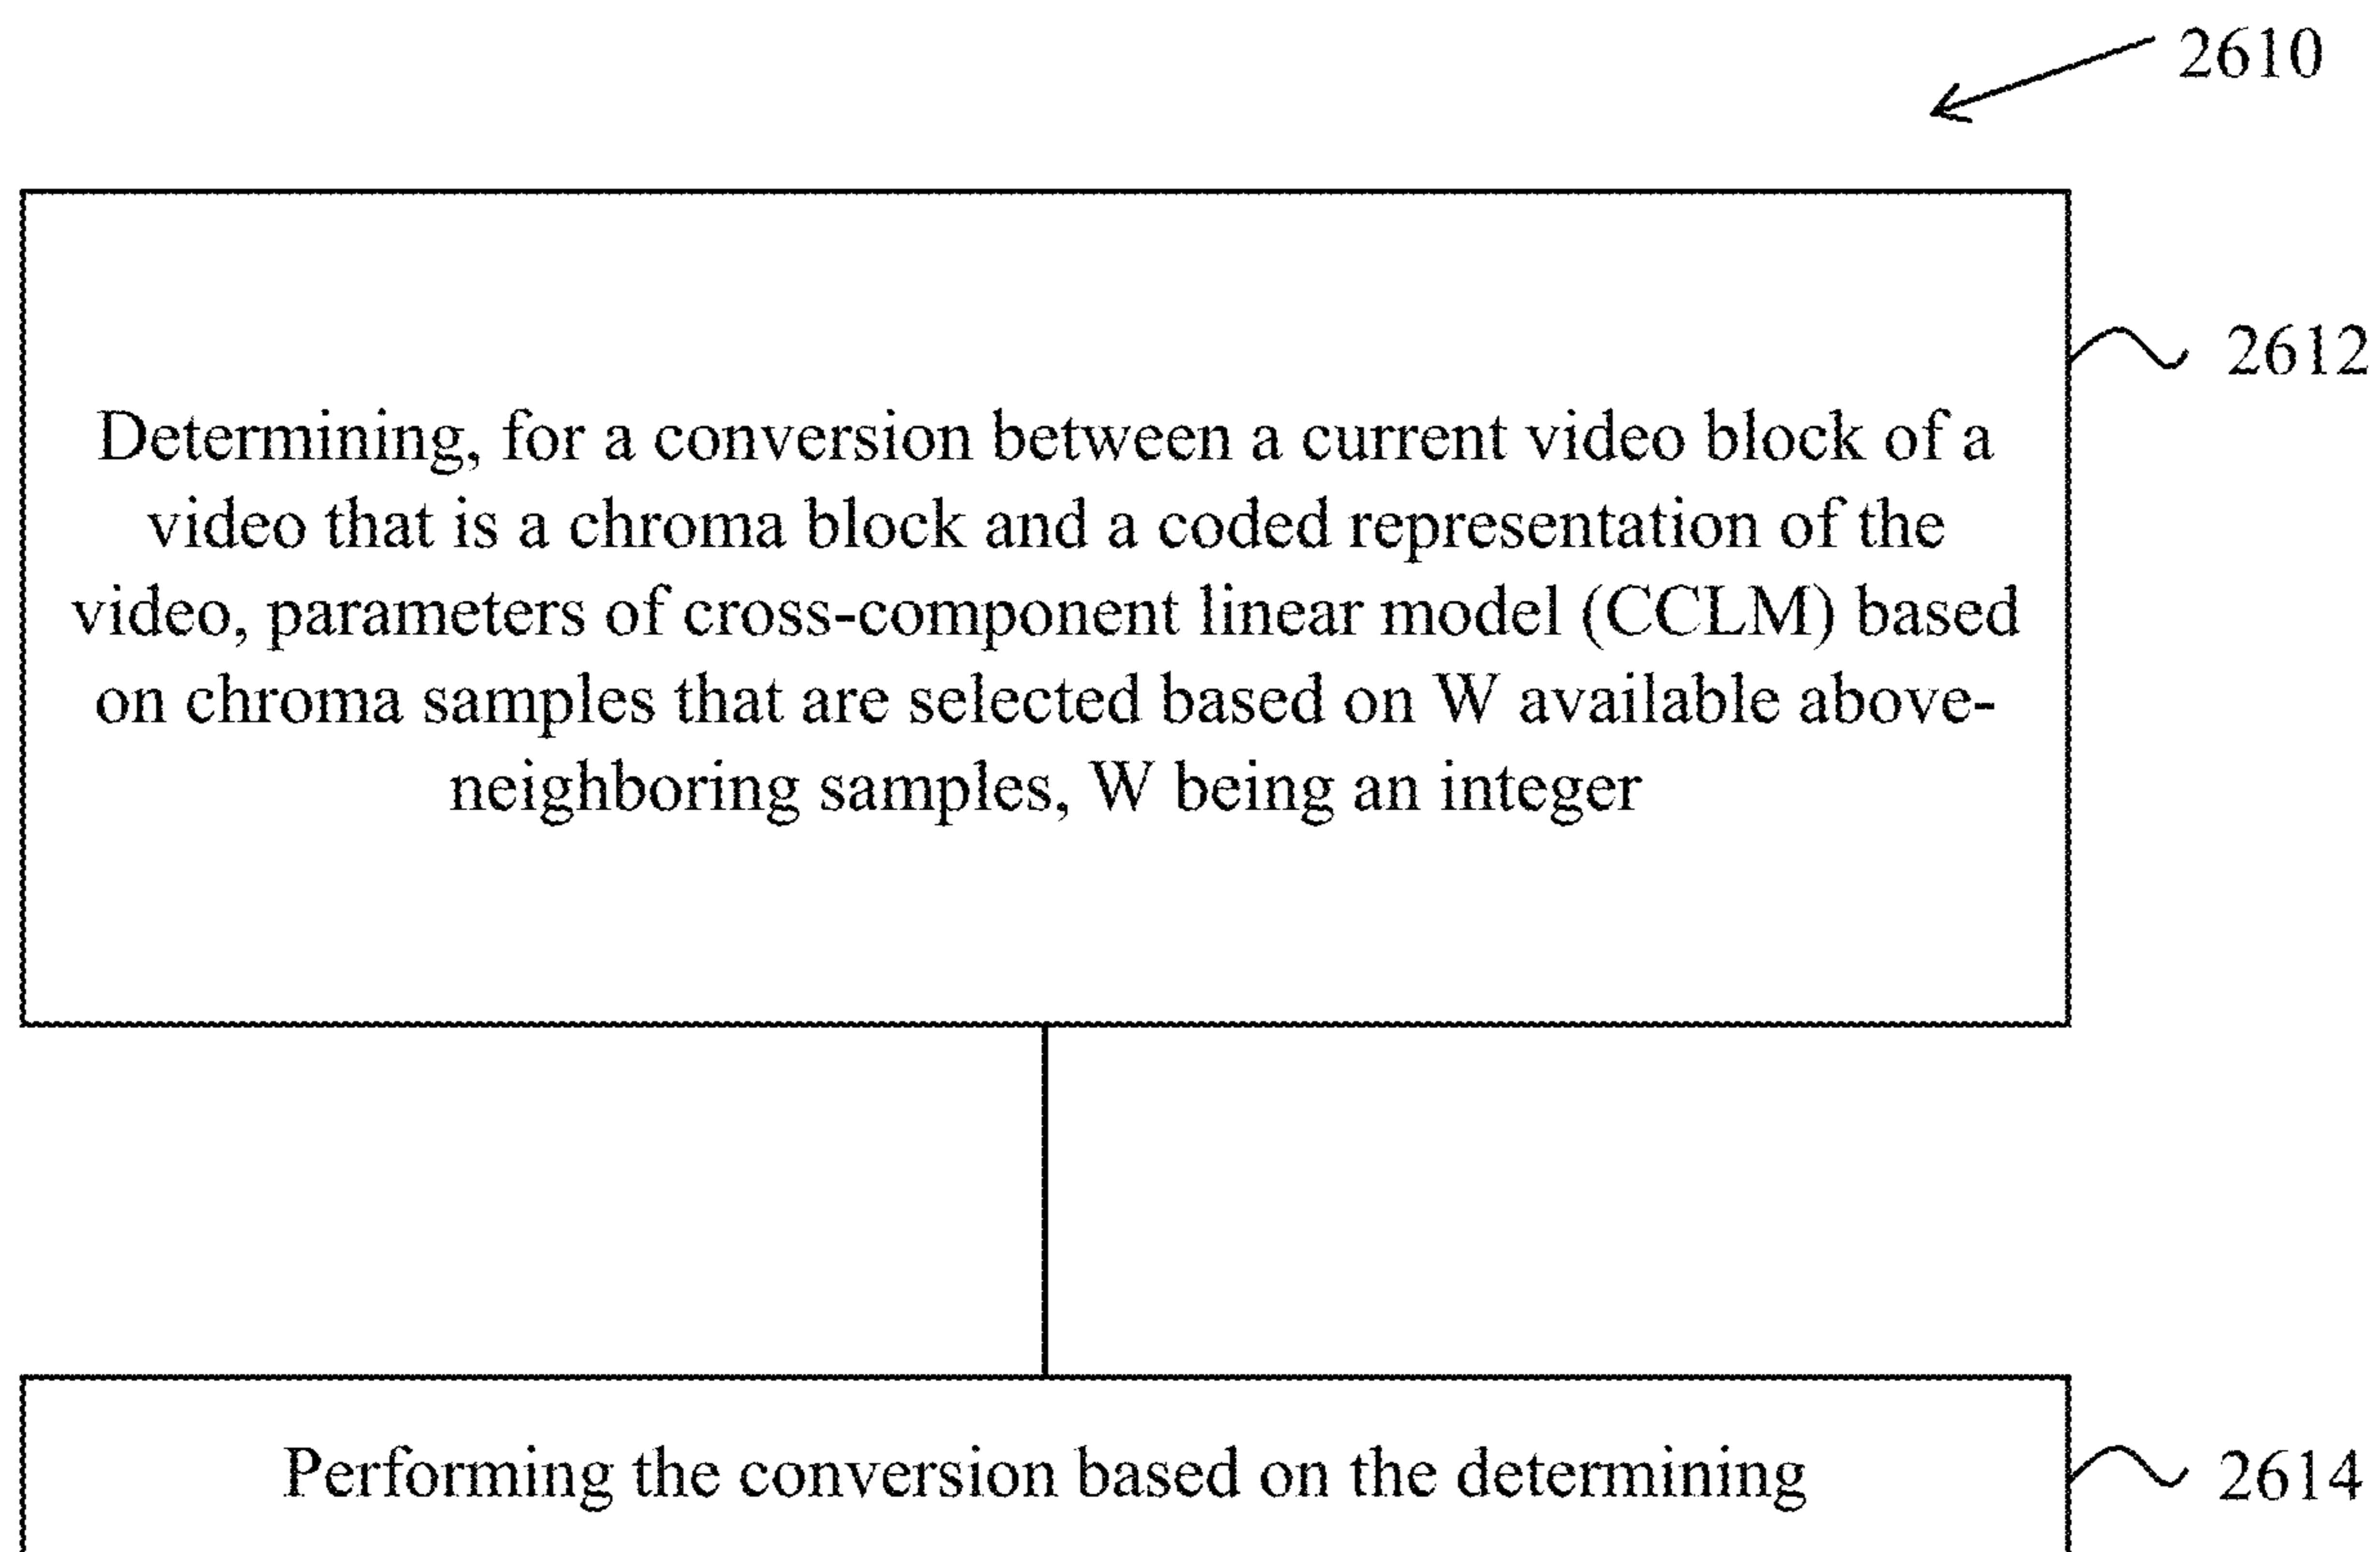 2610
2612
Determining, for a conversion between a current video block of a
video that is a chroma block and a coded representation of the
video, parameters of cross-component linear model (CCLM) based
on chroma samples that are selected based on W available above-
neighboring samples, W being an integer
Performing the conversion based on the determining
2614